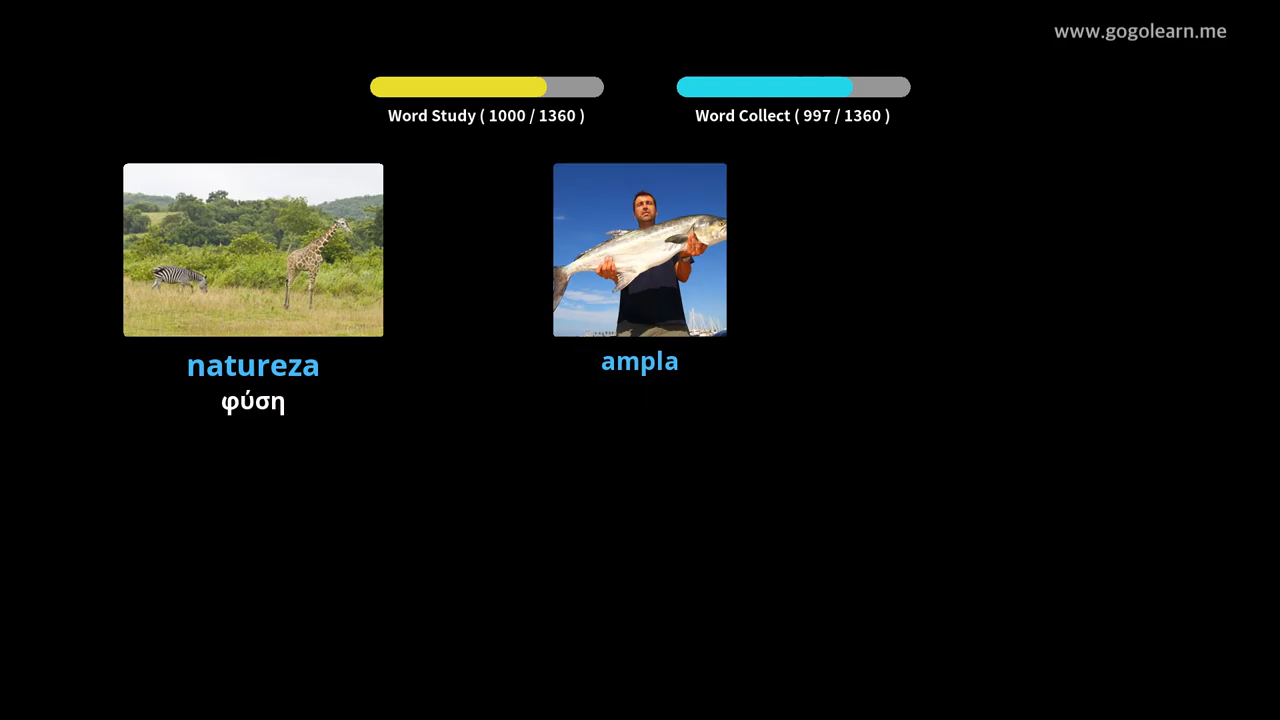 www.gogolearn.me
Word Study ( 1000 / 1360 )
Word Collect ( 997 / 1360 )
natureza
φύση
ampla